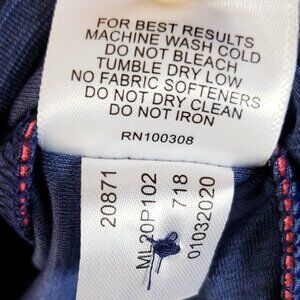 FOR BEST RESULTS
MACHINE WASH COLD
DO NOT BLEACH
TUMBLE DRY LOW
NO FABRIC SOFTENERS
DO NOT DRY CLEAN
DO NOT IRON
RN100308
20871
ML20P102
718
01032020